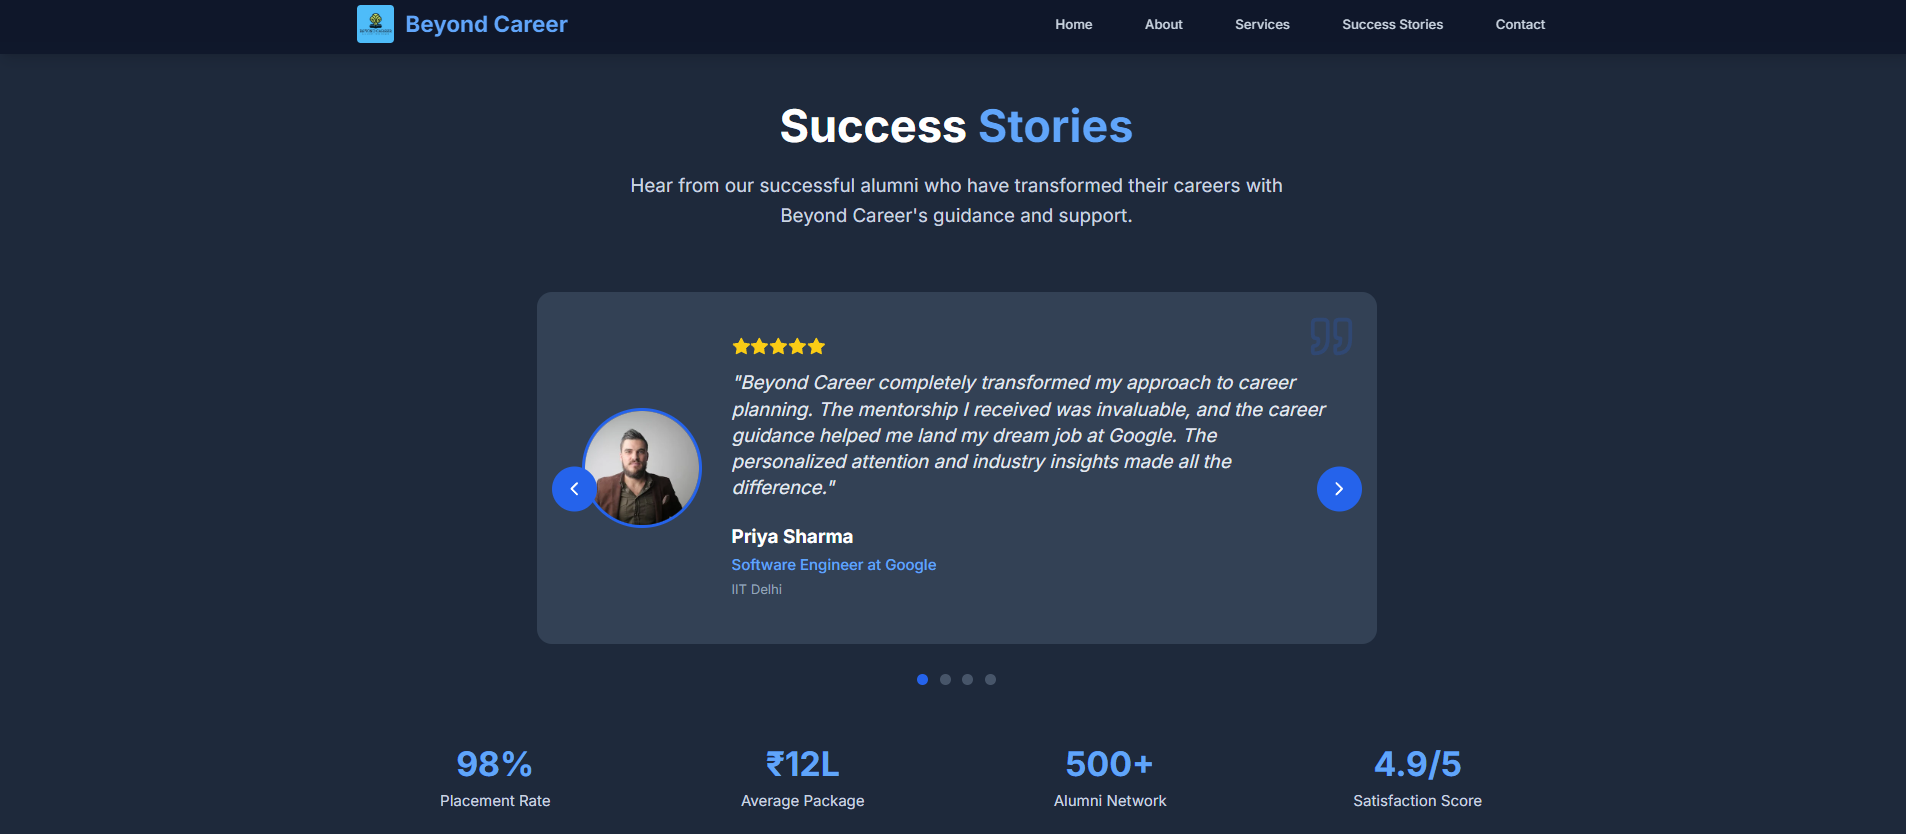 Beyond Career
Home
About
Services
Success Stories
Contact
Success Stories
Hear from our successful alumni who have transformed their careers with
Beyond Career's guidance and support.
"Beyond Career completely transformed my approach to career
planning. The mentorship I received was invaluable, and the career
guidance helped me land my dream job at Google. The
personalized attention and industry insights made all the
difference."
Priya Sharma
Software Engineer at Google
IIT Delhi
98%
Placement Rate
₹12L
Average Package
500+
Alumni Network
4.9/5
Satisfaction Score